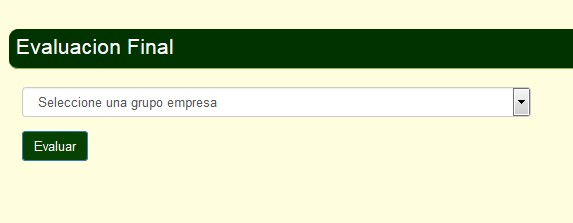 Evaluacion Final
Seleccione una grupo empresa
Evaluar